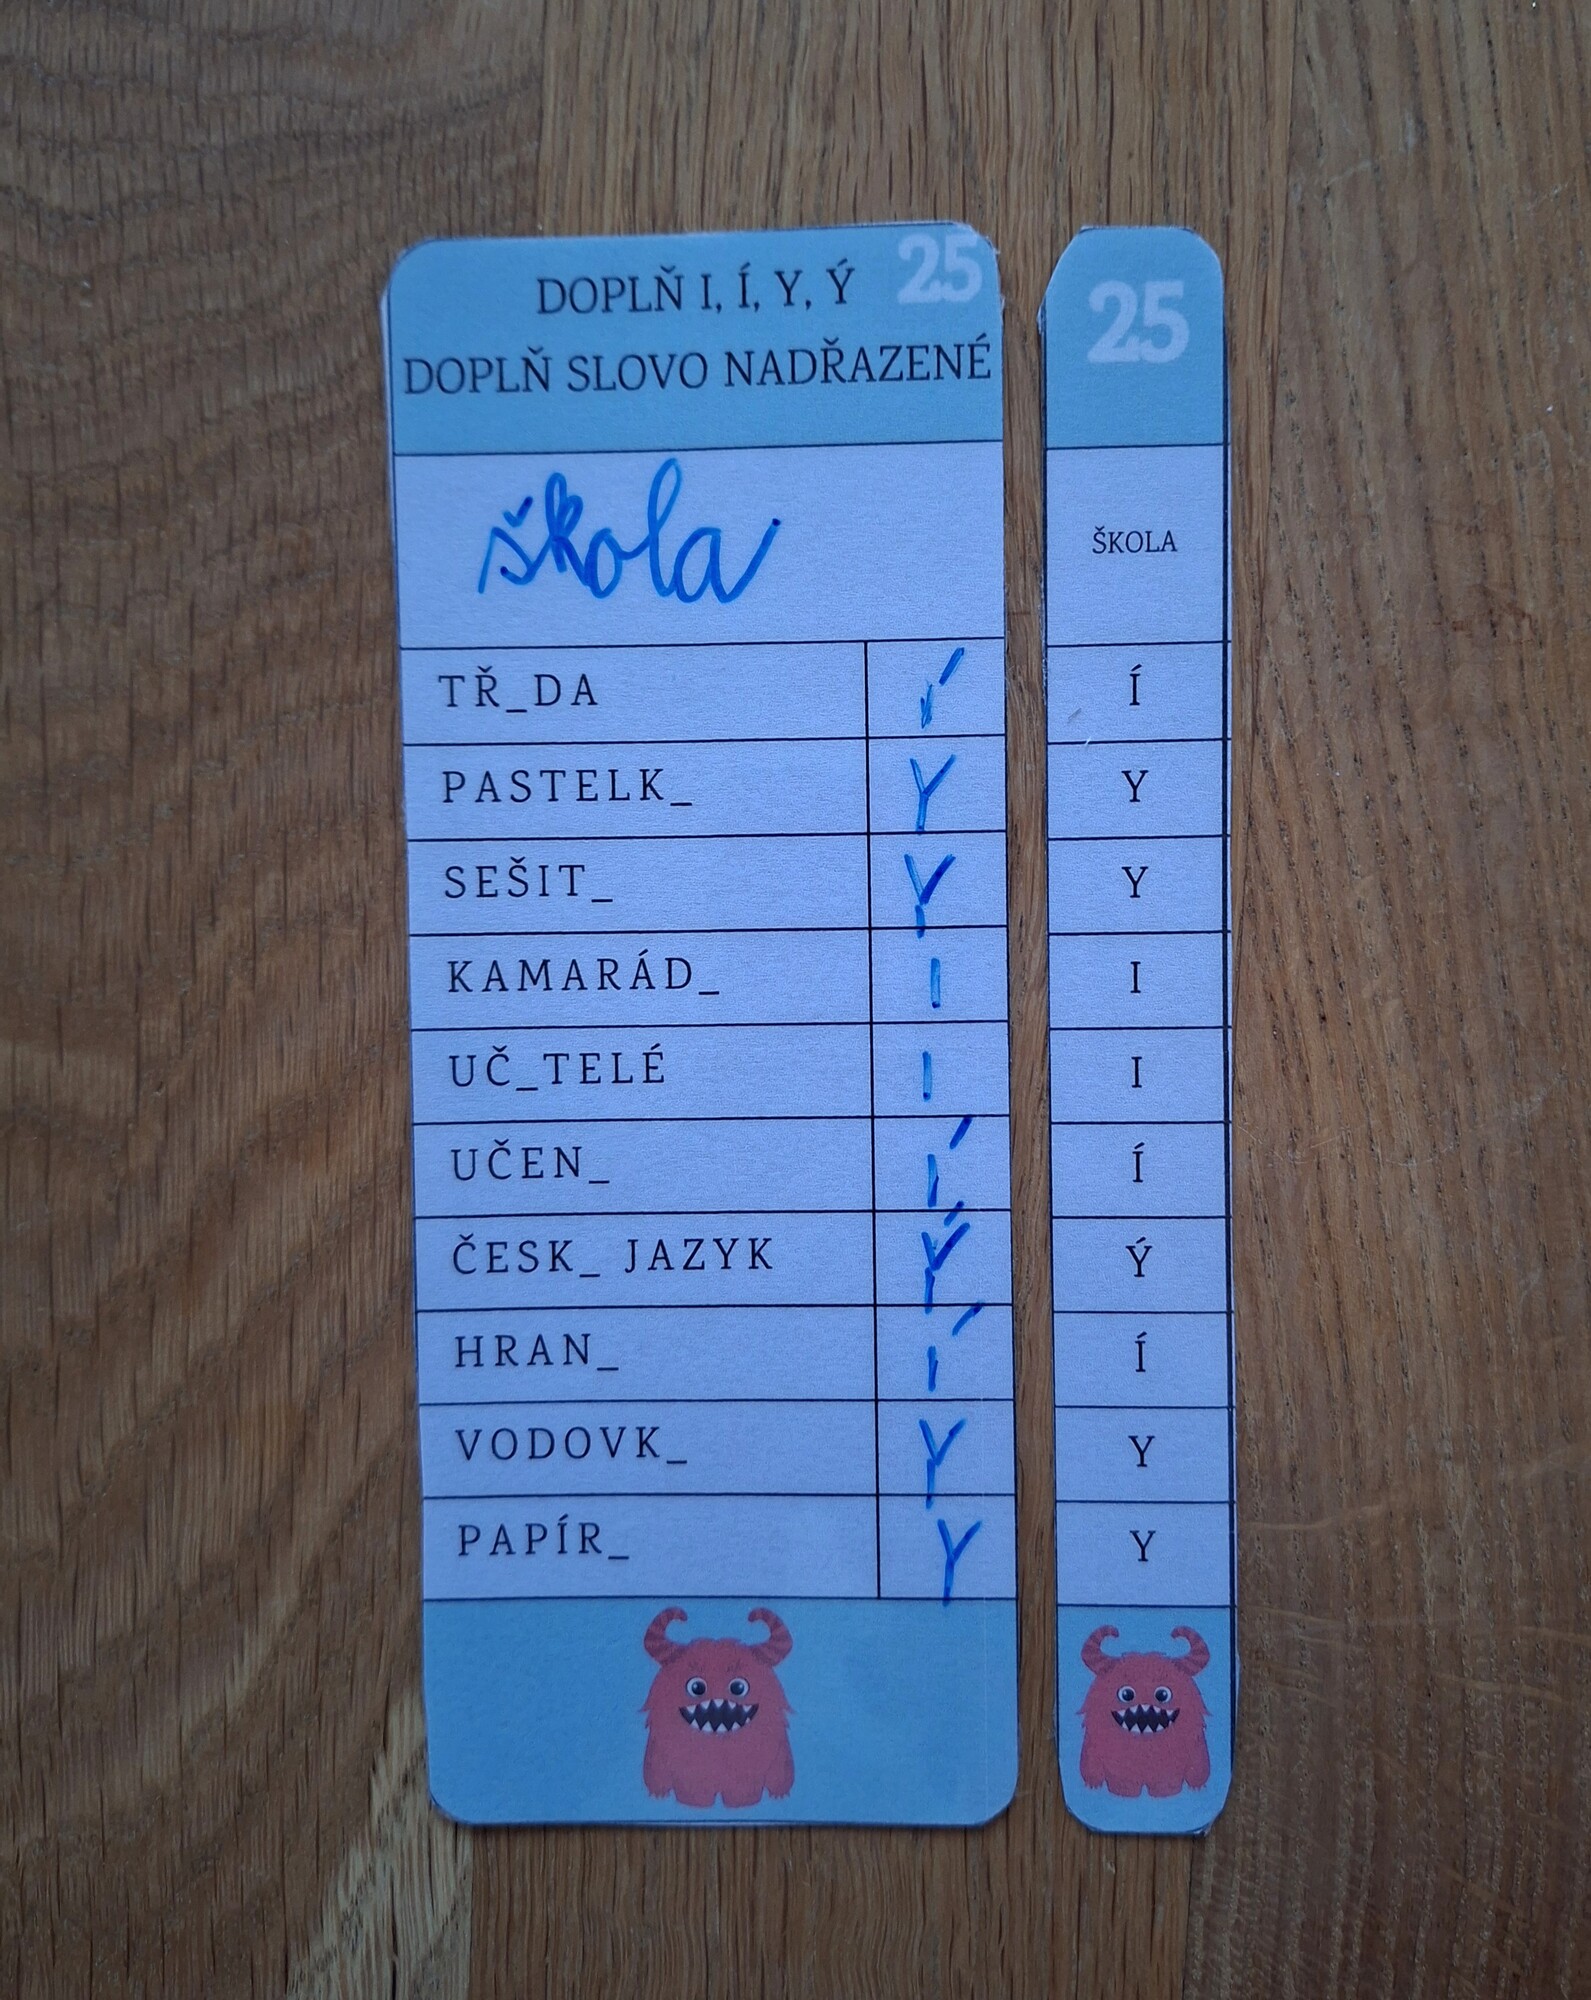 DOPLŇ I, Í, Y, Ý 25
DOPLŇ SLOVO NADŘAZENÉ
škola
TŘ_DA Í
PASTELK_ Y
SEŠIT_ Y
KAMARÁD_ I
UČ_TELÉ I
UČEN_ Í
ČESK_ JAZYK Ý
HRAN_ Í
VODOVK_ Y
PAPÍR_ Y
25
ŠKOLA
Í
Y
Y
I
I
Í
Ý
Í
Y
Y